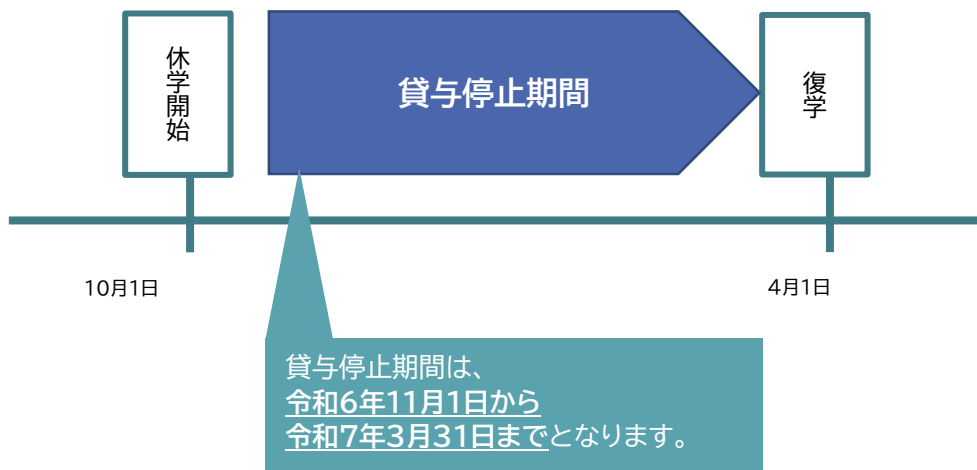 休学開始
貸与停止期間
復学
10月1日
4月1日
貸与停止期間は、
令和6年11月1日から
令和7年3月31日までとなります。